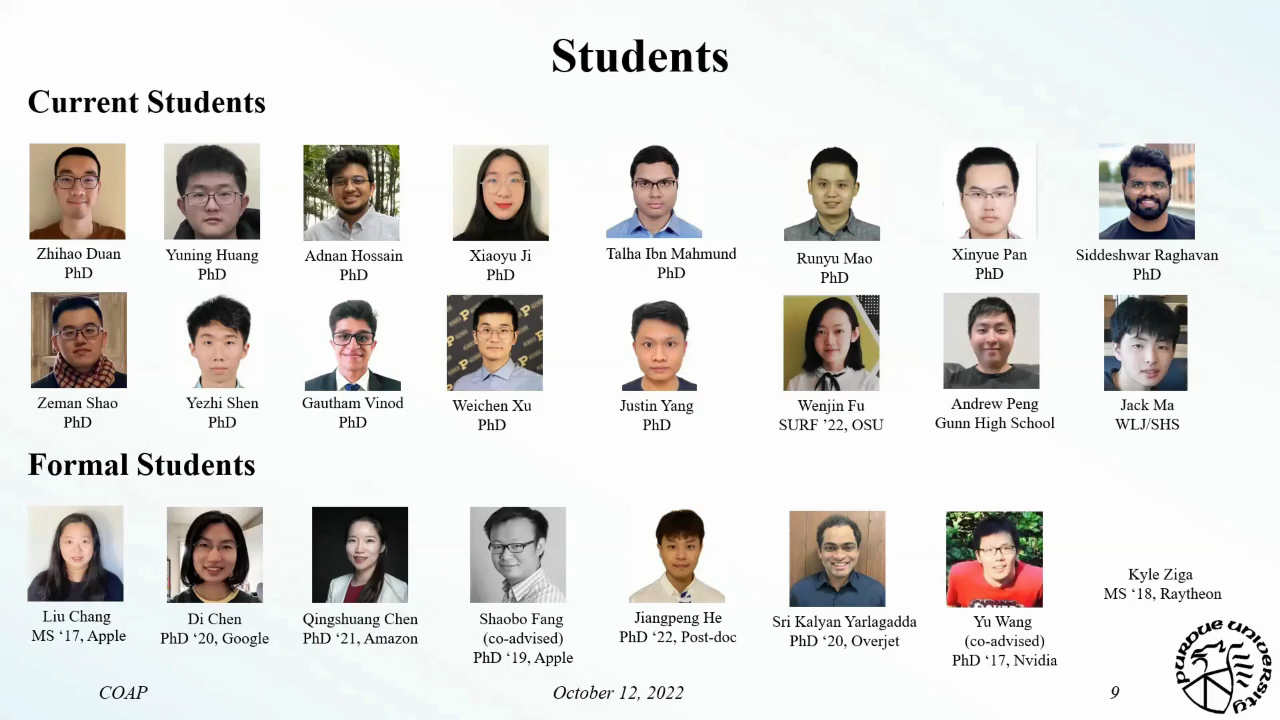 Students
Current Students
Zhihao Duan
PhD
Yuning Huang
PhD
Adnan Hossain
PhD
Xiaoyu Ji
PhD
Talha Ibn Mahmund
PhD
Runyu Mao
PhD
Xinyue Pan
PhD
Siddeshwar Raghavan
PhD
Zeman Shao
PhD
Yezhi Shen
PhD
Gautham Vinod
PhD
Weichen Xu
PhD
Justin Yang
PhD
Wenjin Fu
SURF ’22, OSU
Andrew Peng
Gunn High School
Jack Ma
WLJ/SHS
Formal Students
Liu Chang
MS ‘17, Apple
Di Chen
PhD ‘20, Google
Qingshuang Chen
PhD ‘21, Amazon
Shaobo Fang
(co-advised)
PhD ‘19, Apple
Jiangpeng He
PhD ‘22, Post-doc
Sri Kalyan Yarlagadda
PhD ‘20, Overjet
Yu Wang
(co-advised)
PhD ‘17, Nvidia
Kyle Ziga
MS ‘18, Raytheon
COAP
October 12, 2022
9
PURDUE UNIVERSITY